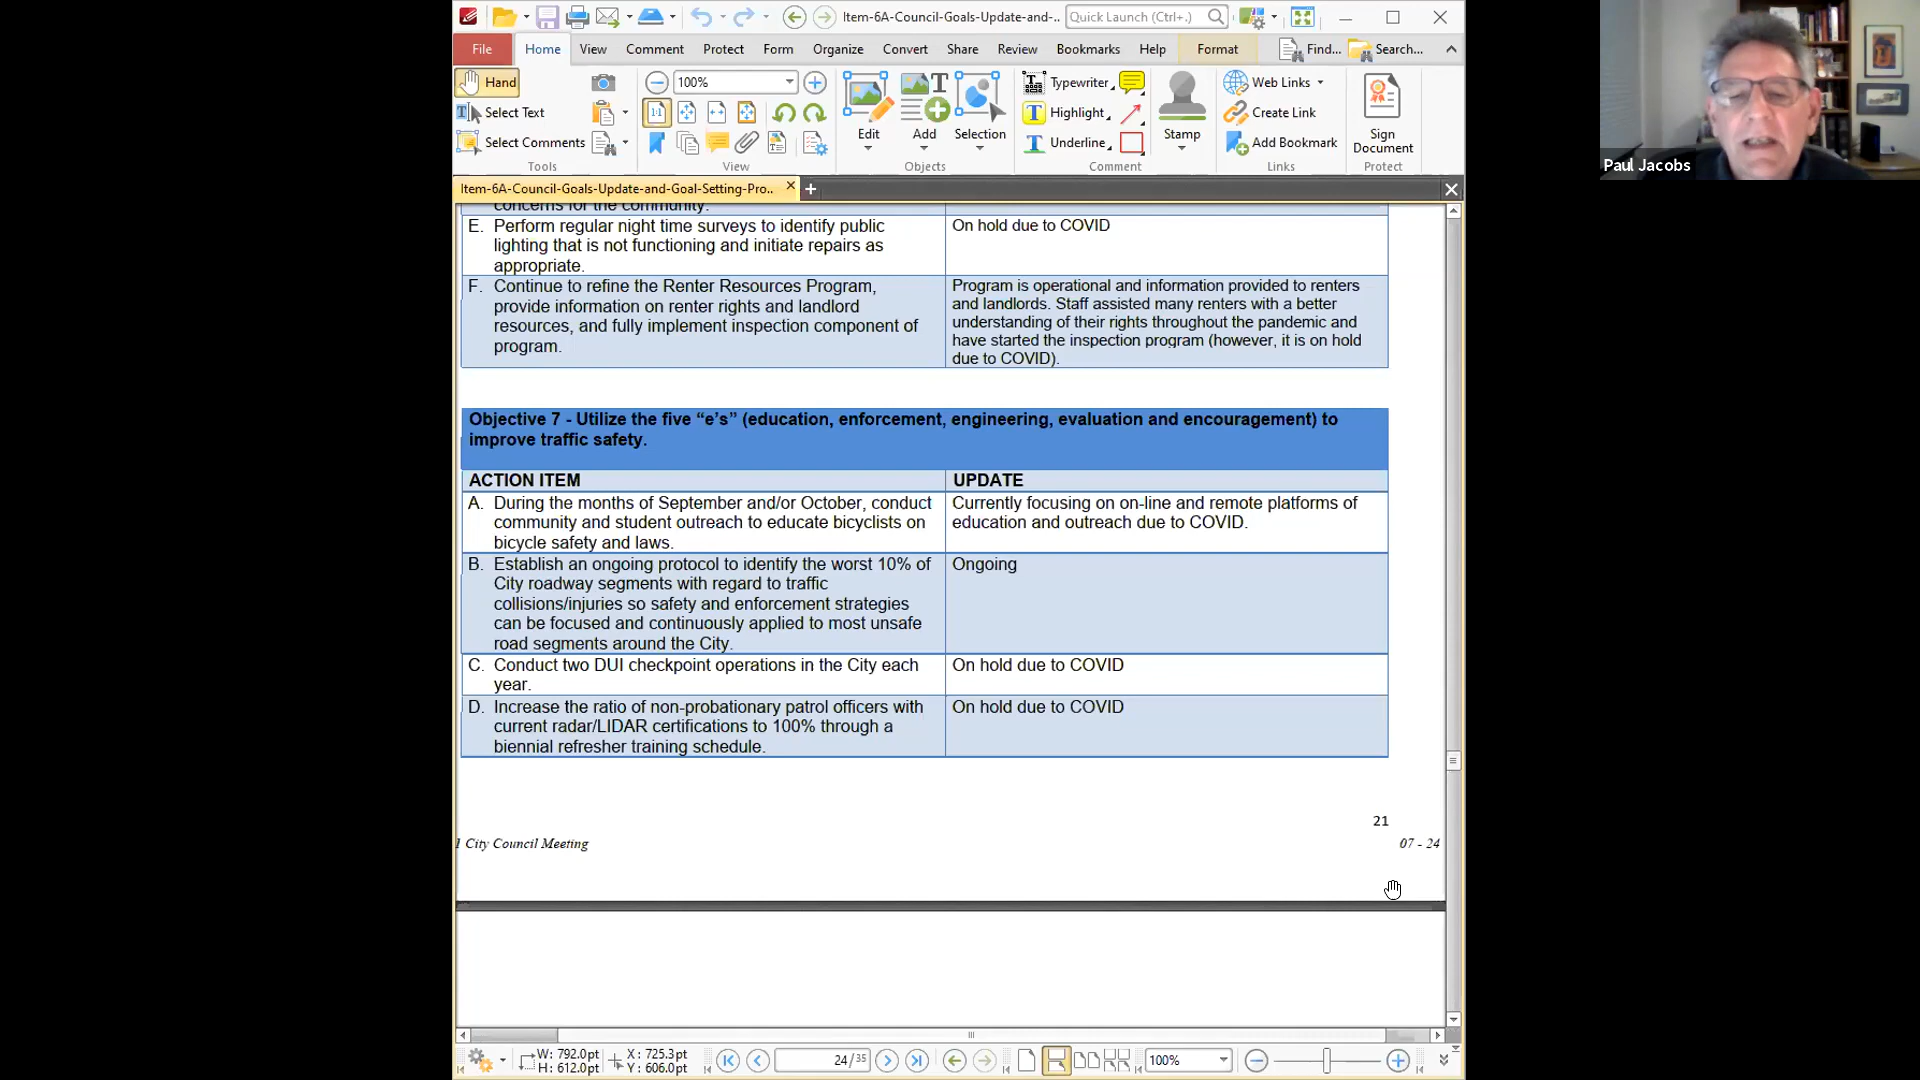 Item-6A-Council-Goals-Update-and-..
Quick Launch (Ctrl+.)
File Home View Comment Protect Form Organize Convert Share Review Bookmarks Help Format Find... Search...
Hand
Select Text
Select Comments
Tools
100%
View
Edit
Add
Selection
Objects
Typewriter
Highlight
Underline
Stamp
Comment
Web Links
Create Link
Add Bookmark
Links
Sign
Document
Protect
Paul Jacobs
Item-6A-Council-Goals-Update-and-Goal-Setting-Pro..
concerns for the community.
E. Perform regular night time surveys to identify public
lighting that is not functioning and initiate repairs as
appropriate.
On hold due to COVID
F. Continue to refine the Renter Resources Program,
provide information on renter rights and landlord
resources, and fully implement inspection component of
program.
Program is operational and information provided to renters
and landlords. Staff assisted many renters with a better
understanding of their rights throughout the pandemic and
have started the inspection program (however, it is on hold
due to COVID).
Objective 7 - Utilize the five “e’s” (education, enforcement, engineering, evaluation and encouragement) to
improve traffic safety.
ACTION ITEM UPDATE
A. During the months of September and/or October, conduct
community and student outreach to educate bicyclists on
bicycle safety and laws.
Currently focusing on on-line and remote platforms of
education and outreach due to COVID.
B. Establish an ongoing protocol to identify the worst 10% of
City roadway segments with regard to traffic
collisions/injuries so safety and enforcement strategies
can be focused and continuously applied to most unsafe
road segments around the City.
Ongoing
C. Conduct two DUI checkpoint operations in the City each
year.
On hold due to COVID
D. Increase the ratio of non-probationary patrol officers with
current radar/LIDAR certifications to 100% through a
biennial refresher training schedule.
On hold due to COVID
21
1 City Council Meeting 07 - 24
W: 792.0pt
H: 612.0pt
X: 725.3pt
Y: 606.0pt
24/35
100%